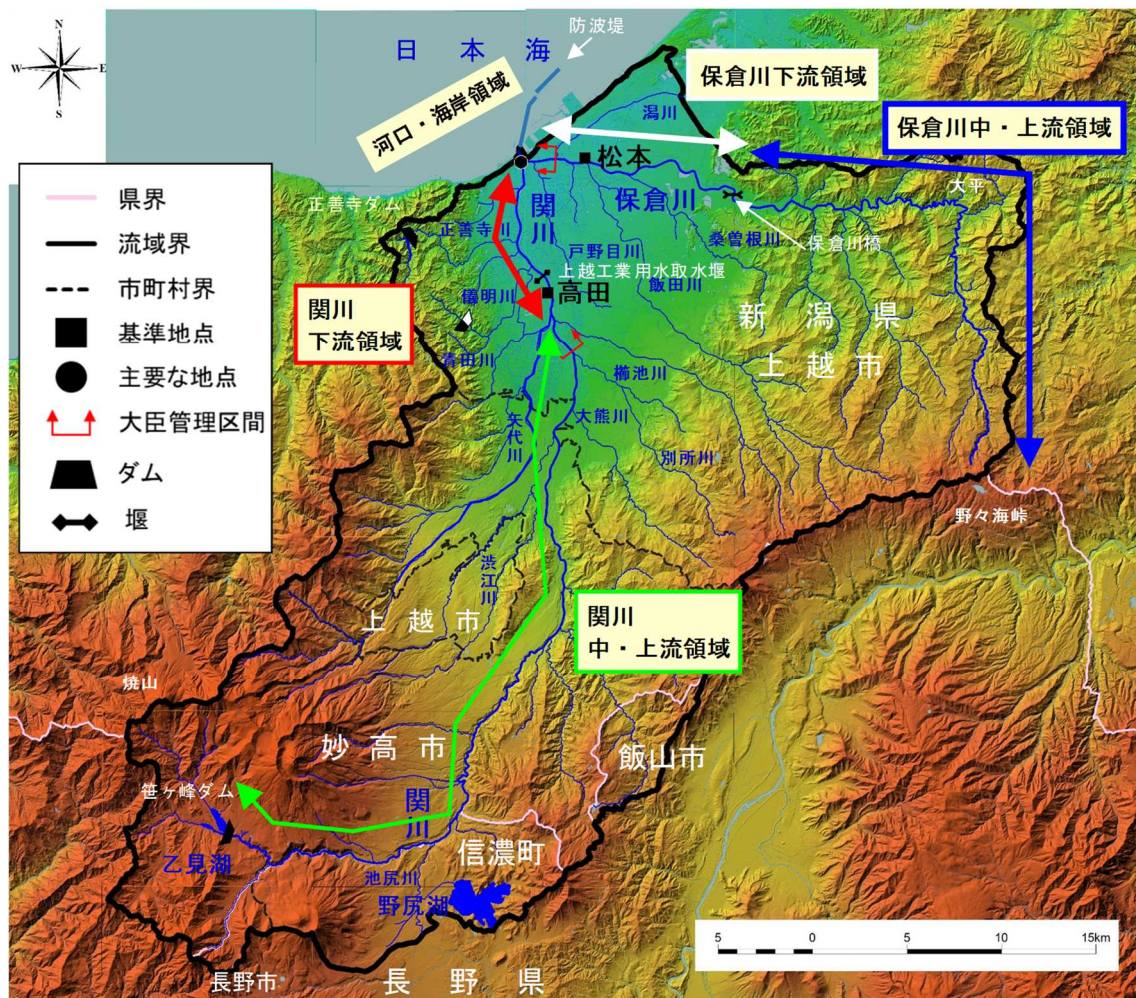 N
W
E
S
日本海
防波堤
河口・海岸領域
保倉川下流領域
保倉川中・上流領域
潟川
松本
保倉川
大平
保倉川橋
桑曽根川
正善寺ダム
正善寺川
関川
戸野目川
上越工業用水取水堰
高田
飯田川
儀明川
青田川
関川
下流領域
新潟県
上越市
櫛池川
大熊川
別所川
矢代川
野々海峠
渋江川
上越市
関川
中・上流領域
焼山
妙高市
飯山市
笹ヶ峰ダム
関川
乙見湖
信濃町
池尻川
野尻湖
長野市
長野県
県界
流域界
市町村界
基準地点
主要な地点
大臣管理区間
ダム
堰
5
0
5
10
15km